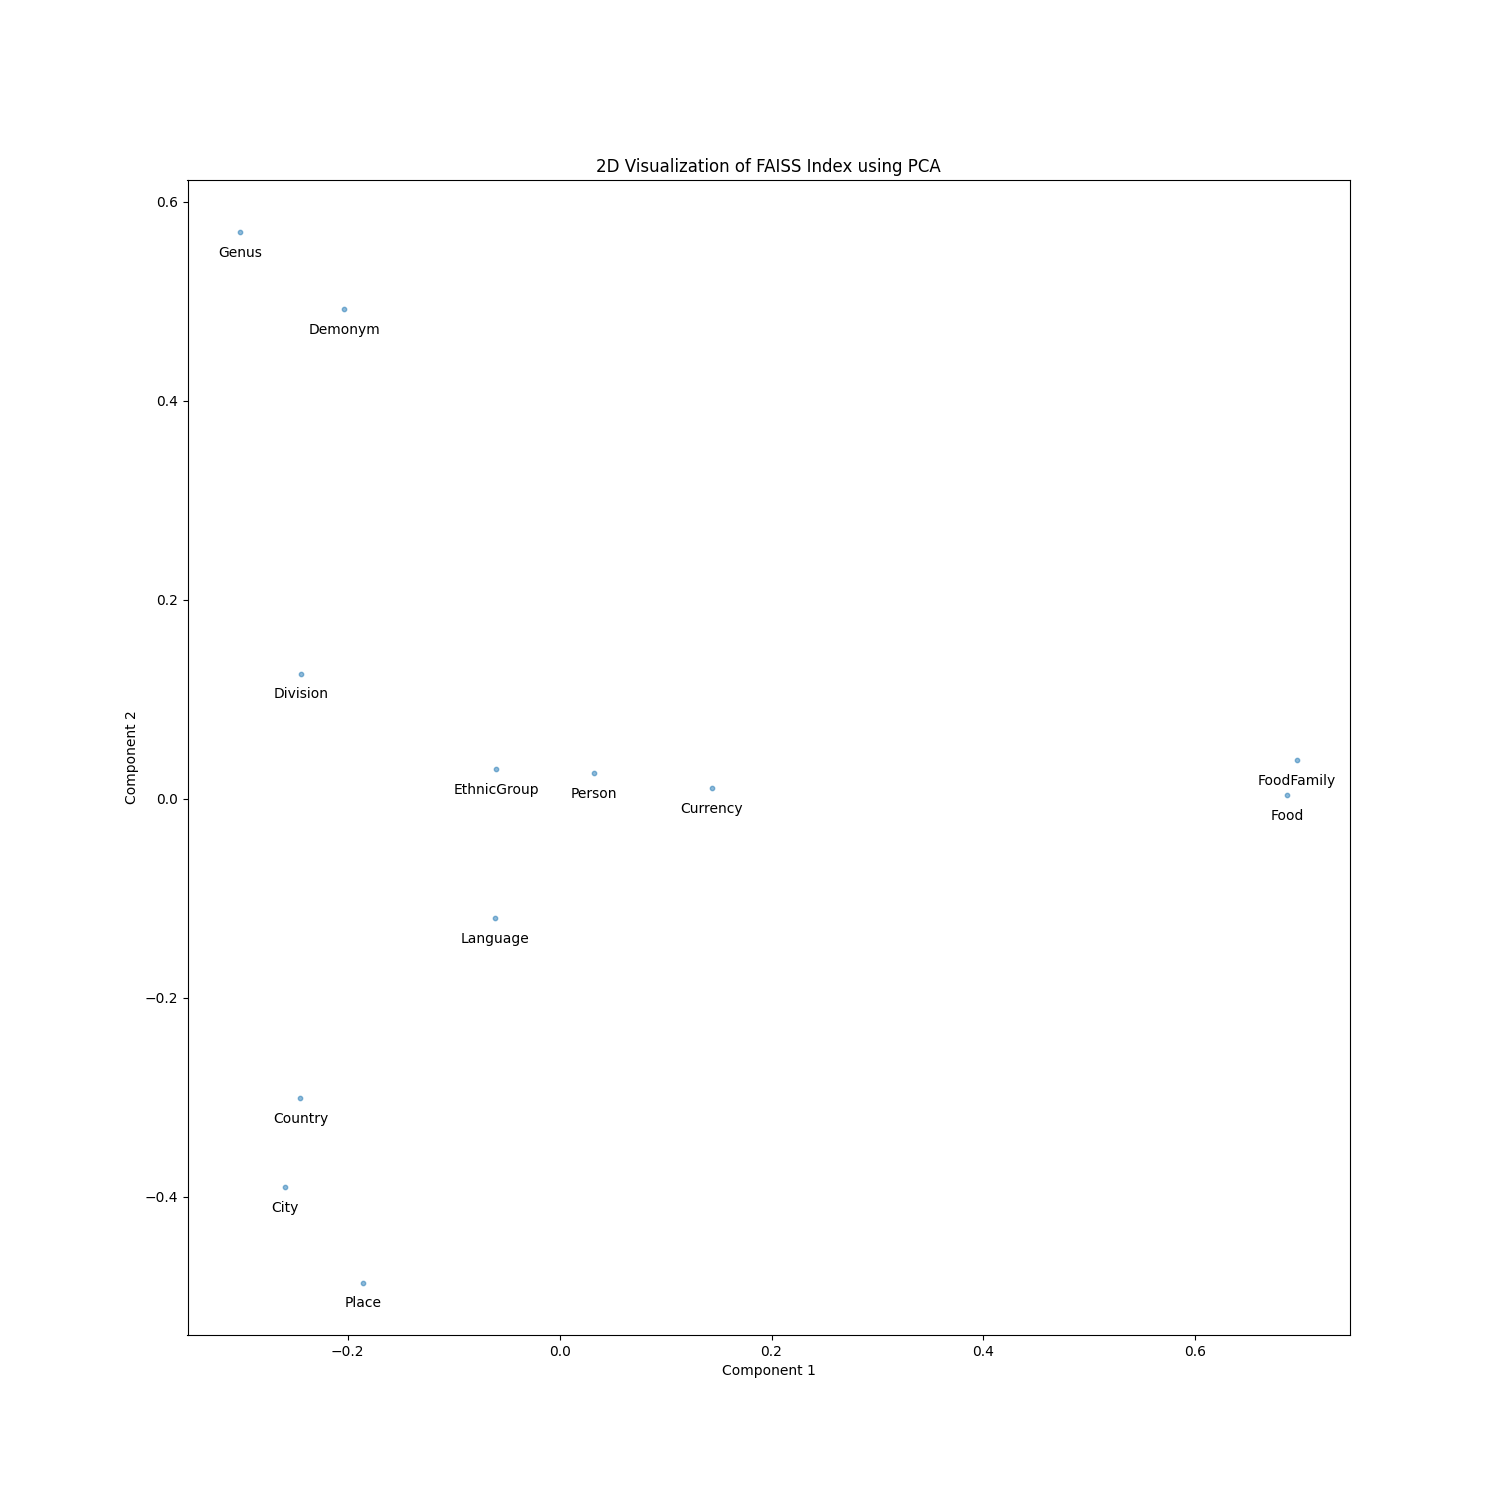 2D Visualization of FAISS Index using PCA
0.6
Genus
Demonym
0.4
0.2
Division
Component 2
FoodFamily
EthnicGroup
Person
0.0
Currency
Food
Language
−0.2
Country
−0.4
City
Place
−0.2 0.0 0.2 0.4 0.6
Component 1